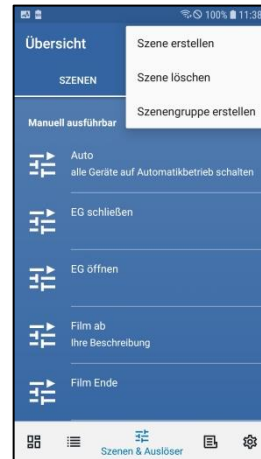 100% 11:38
Übersicht
Szene erstellen
Szene löschen
Szenengruppe erstellen
SZENEN
Manuell ausführbar
Auto
alle Geräte auf Automatikbetrieb schalten
EG schließen
EG öffnen
Film ab
Ihre Beschreibung
Film Ende
Szenen & Auslöser